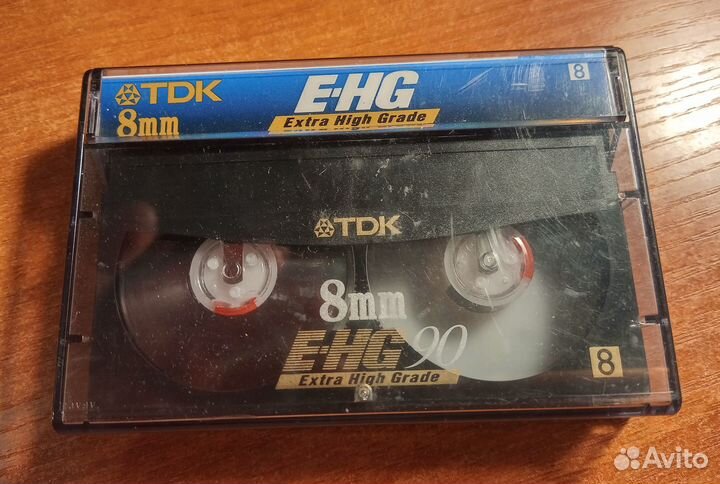 TDK E-HG 8
8mm Extra High Grade
TDK
8mm
E-HG 90
Extra High Grade 8
Avito